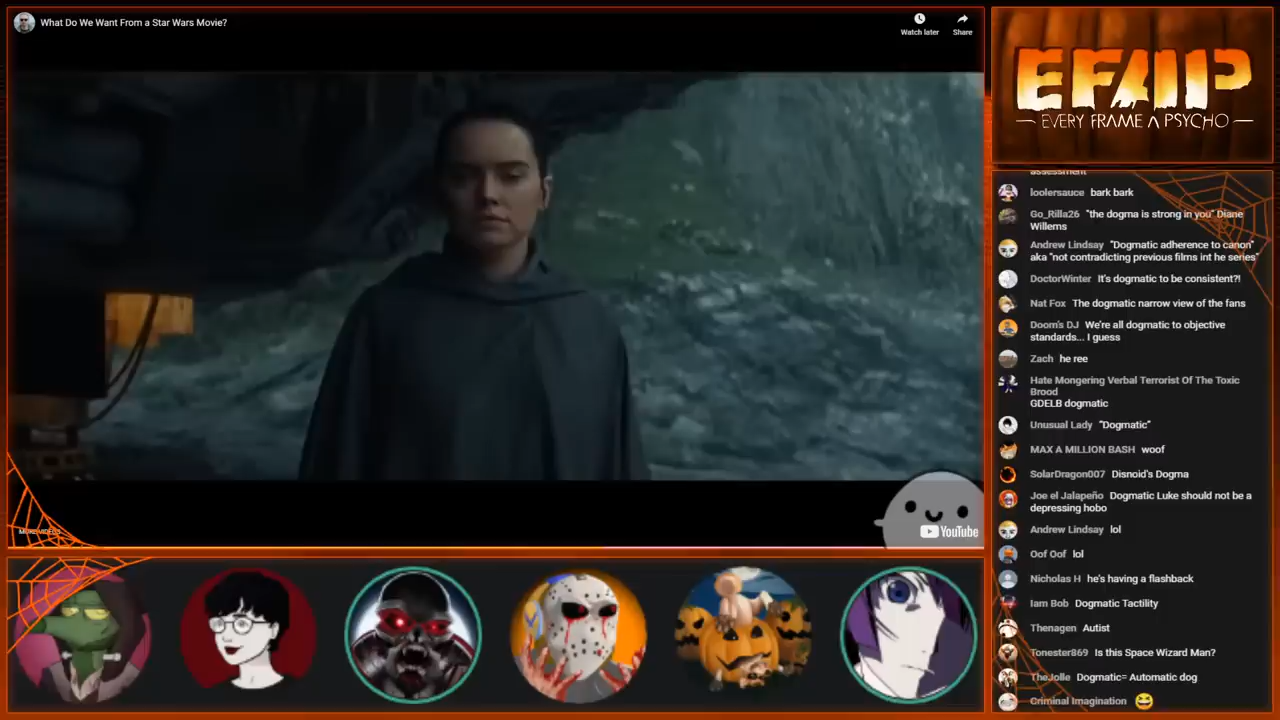 What Do We Want From a Star Wars Movie?
Watch later
Share
MORE VIDEOS
YouTube
EFAP
EVERY FRAME A PSYCHO
assessment
loolersauce bark bark
Go_Rilla26 "the dogma is strong in you" Diane
Willems
Andrew Lindsay "Dogmatic adherence to canon"
aka "not contradicting previous films int he series"
DoctorWinter It's dogmatic to be consistent?!
Nat Fox The dogmatic narrow view of the fans
Doom's DJ We're all dogmatic to objective
standards... I guess
Zach he ree
Hate Mongering Verbal Terrorist Of The Toxic
Brood
GDELB dogmatic
Unusual Lady "Dogmatic"
MAX A MILLION BASH woof
SolarDragon007 Disnoid's Dogma
Joe el Jalapeño Dogmatic Luke should not be a
depressing hobo
Andrew Lindsay lol
Oof Oof lol
Nicholas H he's having a flashback
Iam Bob Dogmatic Tactility
Thenagen Autist
Tonester869 Is this Space Wizard Man?
TheJolle Dogmatic= Automatic dog
Criminal Imagination